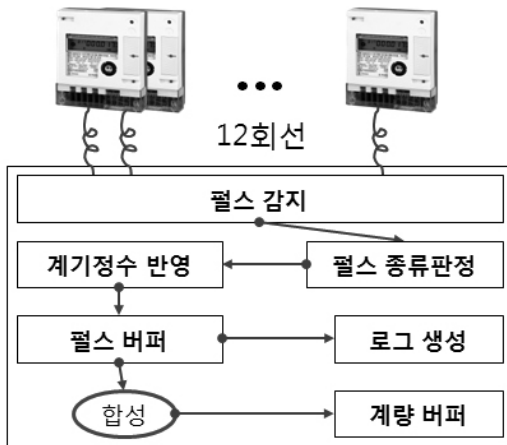 12회선
펄스 감지
계기정수 반영
펄스 종류판정
펄스 버퍼
로그 생성
합성
계량 버퍼